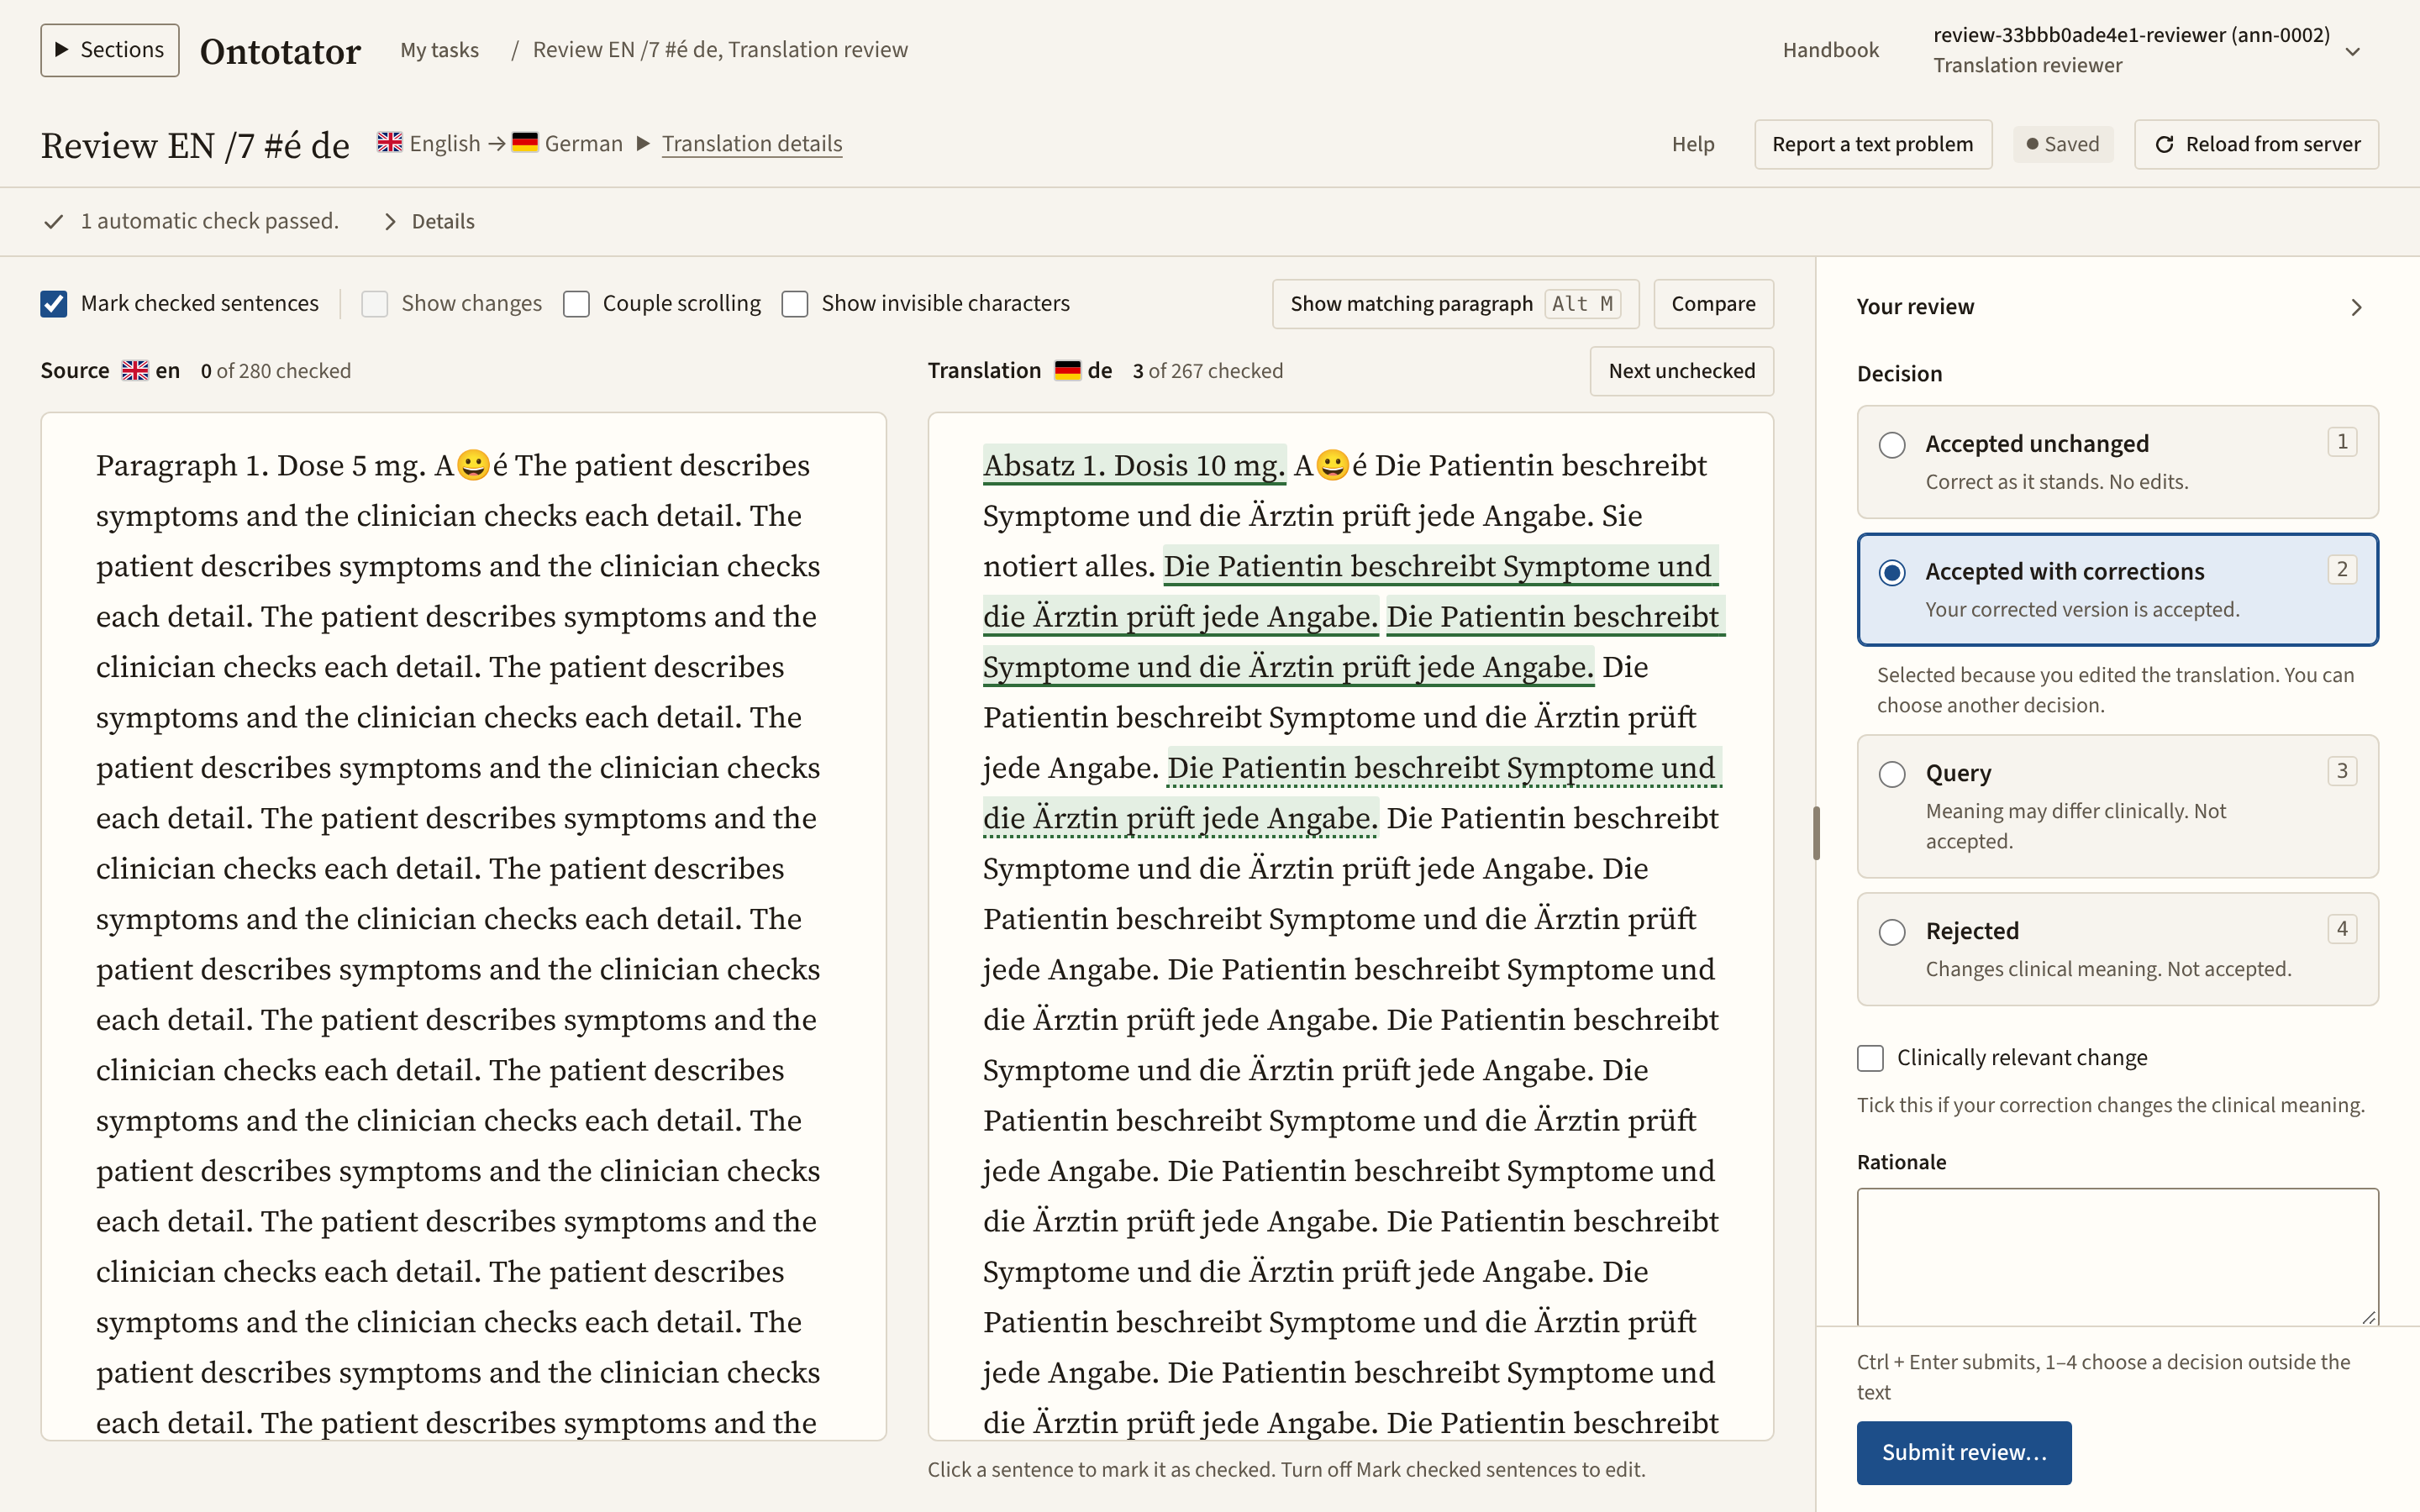 ▶ Sections
Ontotator
My tasks / Review EN /7 #é de, Translation review
Handbook
review-33bbb0ade4e1-reviewer (ann-0002)
Translation reviewer
Review EN /7 #é de
🇬🇧 English → 🇩🇪 German ▶ Translation details
Help
Report a text problem
Saved
Reload from server
1 automatic check passed.
Details
Mark checked sentences
Show changes
Couple scrolling
Show invisible characters
Show matching paragraph Alt M
Compare
Source 🇬🇧 en 0 of 280 checked
Paragraph 1. Dose 5 mg. A😀é The patient describes
symptoms and the clinician checks each detail. The
patient describes symptoms and the clinician checks
each detail. The patient describes symptoms and the
clinician checks each detail. The patient describes
symptoms and the clinician checks each detail. The
patient describes symptoms and the clinician checks
each detail. The patient describes symptoms and the
clinician checks each detail. The patient describes
symptoms and the clinician checks each detail. The
patient describes symptoms and the clinician checks
each detail. The patient describes symptoms and the
clinician checks each detail. The patient describes
symptoms and the clinician checks each detail. The
patient describes symptoms and the clinician checks
each detail. The patient describes symptoms and the
clinician checks each detail. The patient describes
symptoms and the clinician checks each detail. The
patient describes symptoms and the clinician checks
each detail. The patient describes symptoms and the
Translation 🇩🇪 de 3 of 267 checked
Next unchecked
Absatz 1. Dosis 10 mg. A😀é Die Patientin beschreibt
Symptome und die Ärztin prüft jede Angabe. Sie
notiert alles. Die Patientin beschreibt Symptome und
die Ärztin prüft jede Angabe. Die Patientin beschreibt
Symptome und die Ärztin prüft jede Angabe. Die
Patientin beschreibt Symptome und die Ärztin prüft
jede Angabe. Die Patientin beschreibt Symptome und
die Ärztin prüft jede Angabe. Die Patientin beschreibt
Symptome und die Ärztin prüft jede Angabe. Die
Patientin beschreibt Symptome und die Ärztin prüft
jede Angabe. Die Patientin beschreibt Symptome und
die Ärztin prüft jede Angabe. Die Patientin beschreibt
Symptome und die Ärztin prüft jede Angabe. Die
Patientin beschreibt Symptome und die Ärztin prüft
jede Angabe. Die Patientin beschreibt Symptome und
die Ärztin prüft jede Angabe. Die Patientin beschreibt
Symptome und die Ärztin prüft jede Angabe. Die
Patientin beschreibt Symptome und die Ärztin prüft
jede Angabe. Die Patientin beschreibt Symptome und
die Ärztin prüft jede Angabe. Die Patientin beschreibt
Click a sentence to mark it as checked. Turn off Mark checked sentences to edit.
Your review
Decision
Accepted unchanged 1
Correct as it stands. No edits.
Accepted with corrections 2
Your corrected version is accepted.
Selected because you edited the translation. You can
choose another decision.
Query 3
Meaning may differ clinically. Not
accepted.
Rejected 4
Changes clinical meaning. Not accepted.
Clinically relevant change
Tick this if your correction changes the clinical meaning.
Rationale
Ctrl + Enter submits, 1–4 choose a decision outside the
text
Submit review…